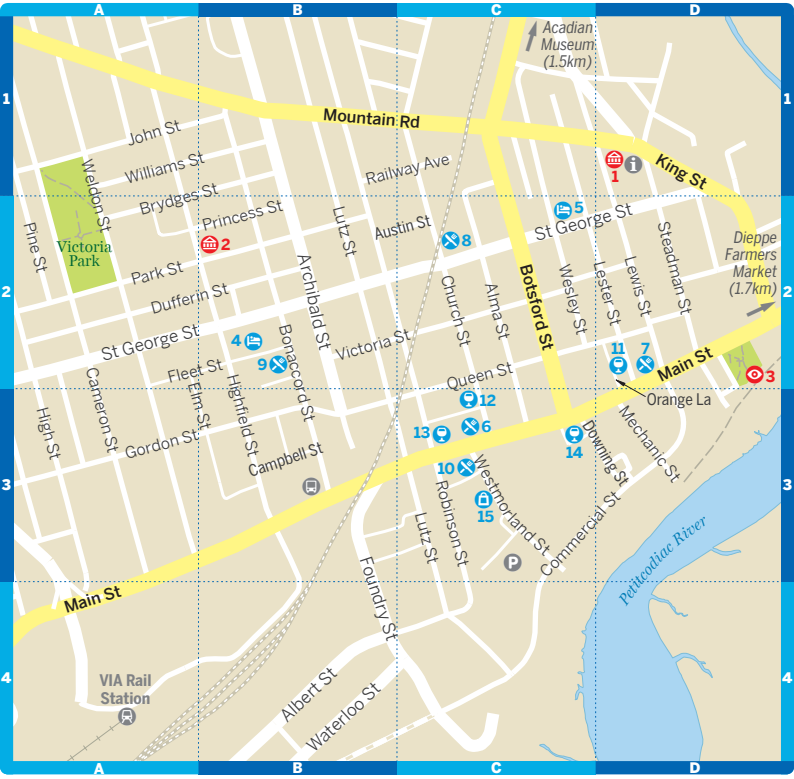 A
B
C
D
1
2
3
4
1
2
3
4
A
B
C
D
Acadian
Museum
(1.5km)
Mountain Rd
John St
Williams St
Weldon St
Brydges St
Railway Ave
1
i
King St
Pine St
Victoria
Park
Princess St
2
Park St
Dufferin St
Lutz St
Austin St
8
5
St George St
Archibald St
Steadman St
Dieppe
Farmers
Market
(1.7km)
Church St
Alma St
Botsford St
Wesley St
Lester St
Lewis St
St George St
4
9
Bonaccord St
Victoria St
Fleet St
Queen St
11
7
Main St
3
Orange La
High St
Cameron St
Elm St
Highfield St
Gordon St
Campbell St
12
13
6
10
14
Downing St
Mechanic St
15
Westmorland St
Robinson St
Lutz St
Commercial St
P
Foundry St
Petitcodiac River
Main St
VIA Rail
Station
Albert St
Waterloo St